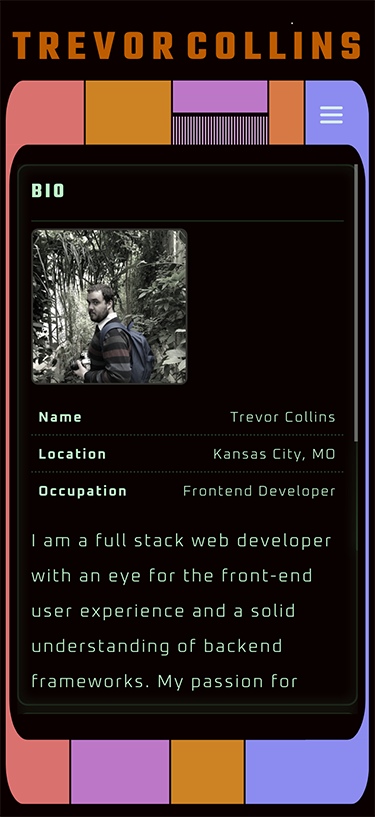 TREVOR COLLINS
BIO
Name Trevor Collins
Location Kansas City, MO
Occupation Frontend Developer
I am a full stack web developer
with an eye for the front-end
user experience and a solid
understanding of backend
frameworks. My passion for